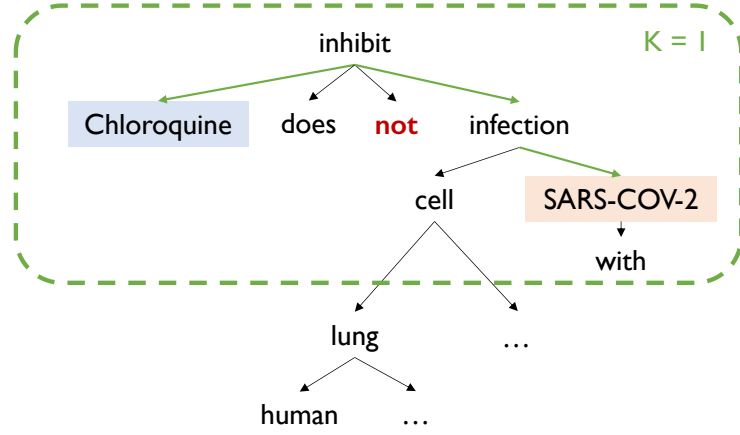 inhibit
K = 1
Chloroquine does not infection
cell SARS-COV-2
with
lung ...
human ...